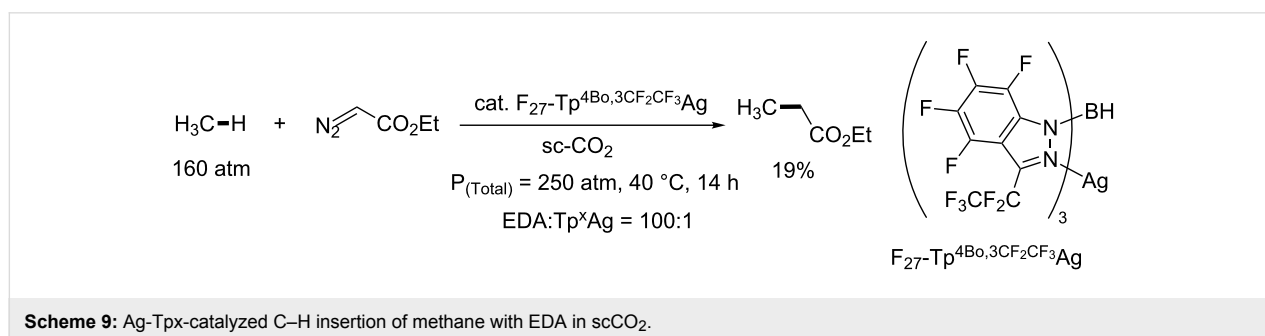 H₃C–H + N₂ CO₂Et
160 atm
cat. F₂₇-Tp⁴ᴮᵒ,³CF₂CF₃Ag
sc-CO₂
P(Total) = 250 atm, 40 °C, 14 h
EDA:TpˣAg = 100:1
H₃C
CO₂Et
19%
F F
F N BH
F N Ag
F₃CF₂C 3
F₂₇-Tp⁴ᴮᵒ,³CF₂CF₃Ag
Scheme 9: Ag-Tpx-catalyzed C–H insertion of methane with EDA in scCO₂.